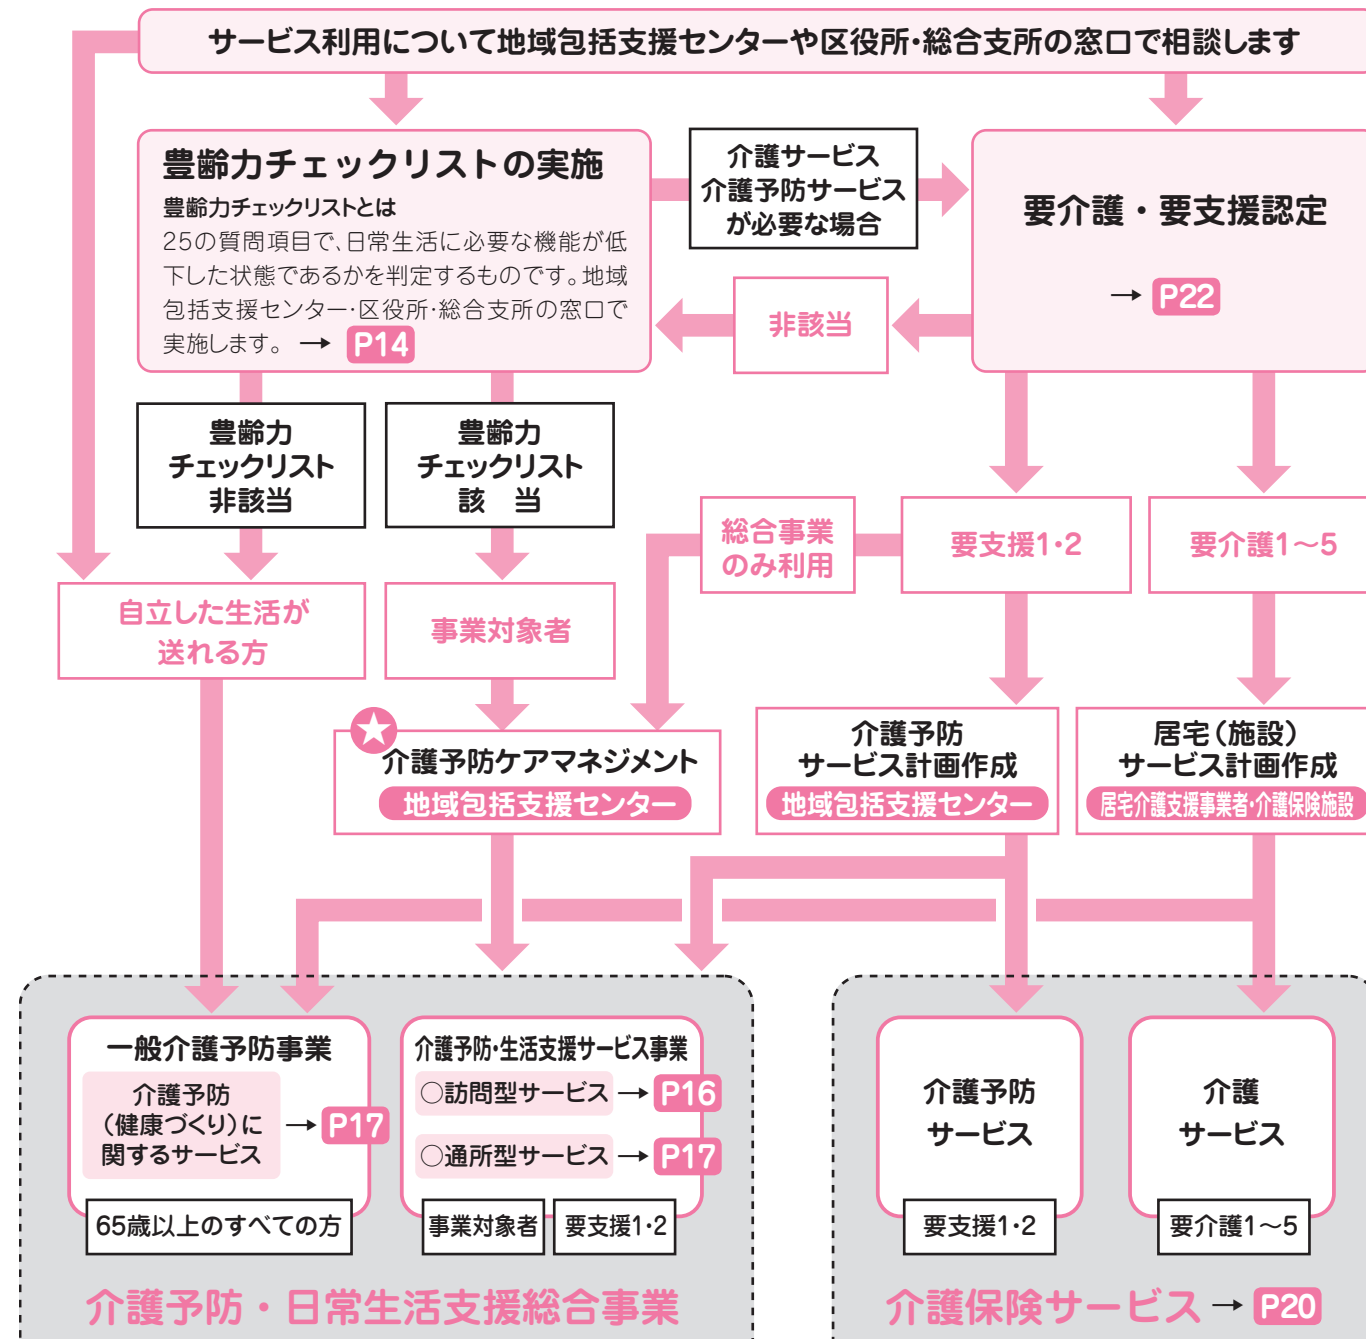 サービス利用について地域包括支援センターや区役所・総合支所の窓口で相談します
豊齢力チェックリストの実施
豊齢力チェックリストとは
25の質問項目で、日常生活に必要な機能が低
下した状態であるかを判定するものです。地域
包括支援センター・区役所・総合支所の窓口で
実施します。 → P14
介護サービス
介護予防サービス
が必要な場合
要介護・要支援認定
→ P22
非該当
豊齢力
チェックリスト
非該当
豊齢力
チェックリスト
該　当
総合事業
のみ利用
要支援1・2
要介護1～5
自立した生活が
送れる方
事業対象者
介護予防ケアマネジメント
地域包括支援センター
介護予防
サービス計画作成
地域包括支援センター
居宅（施設）
サービス計画作成
居宅介護支援事業者・介護保険施設
一般介護予防事業
介護予防
（健康づくり）に
関するサービス
→ P17
65歳以上のすべての方
介護予防・生活支援サービス事業
○訪問型サービス → P16
○通所型サービス → P17
事業対象者
要支援1・2
介護予防・日常生活支援総合事業
介護予防
サービス
要支援1・2
介護
サービス
要介護1～5
介護保険サービス → P20